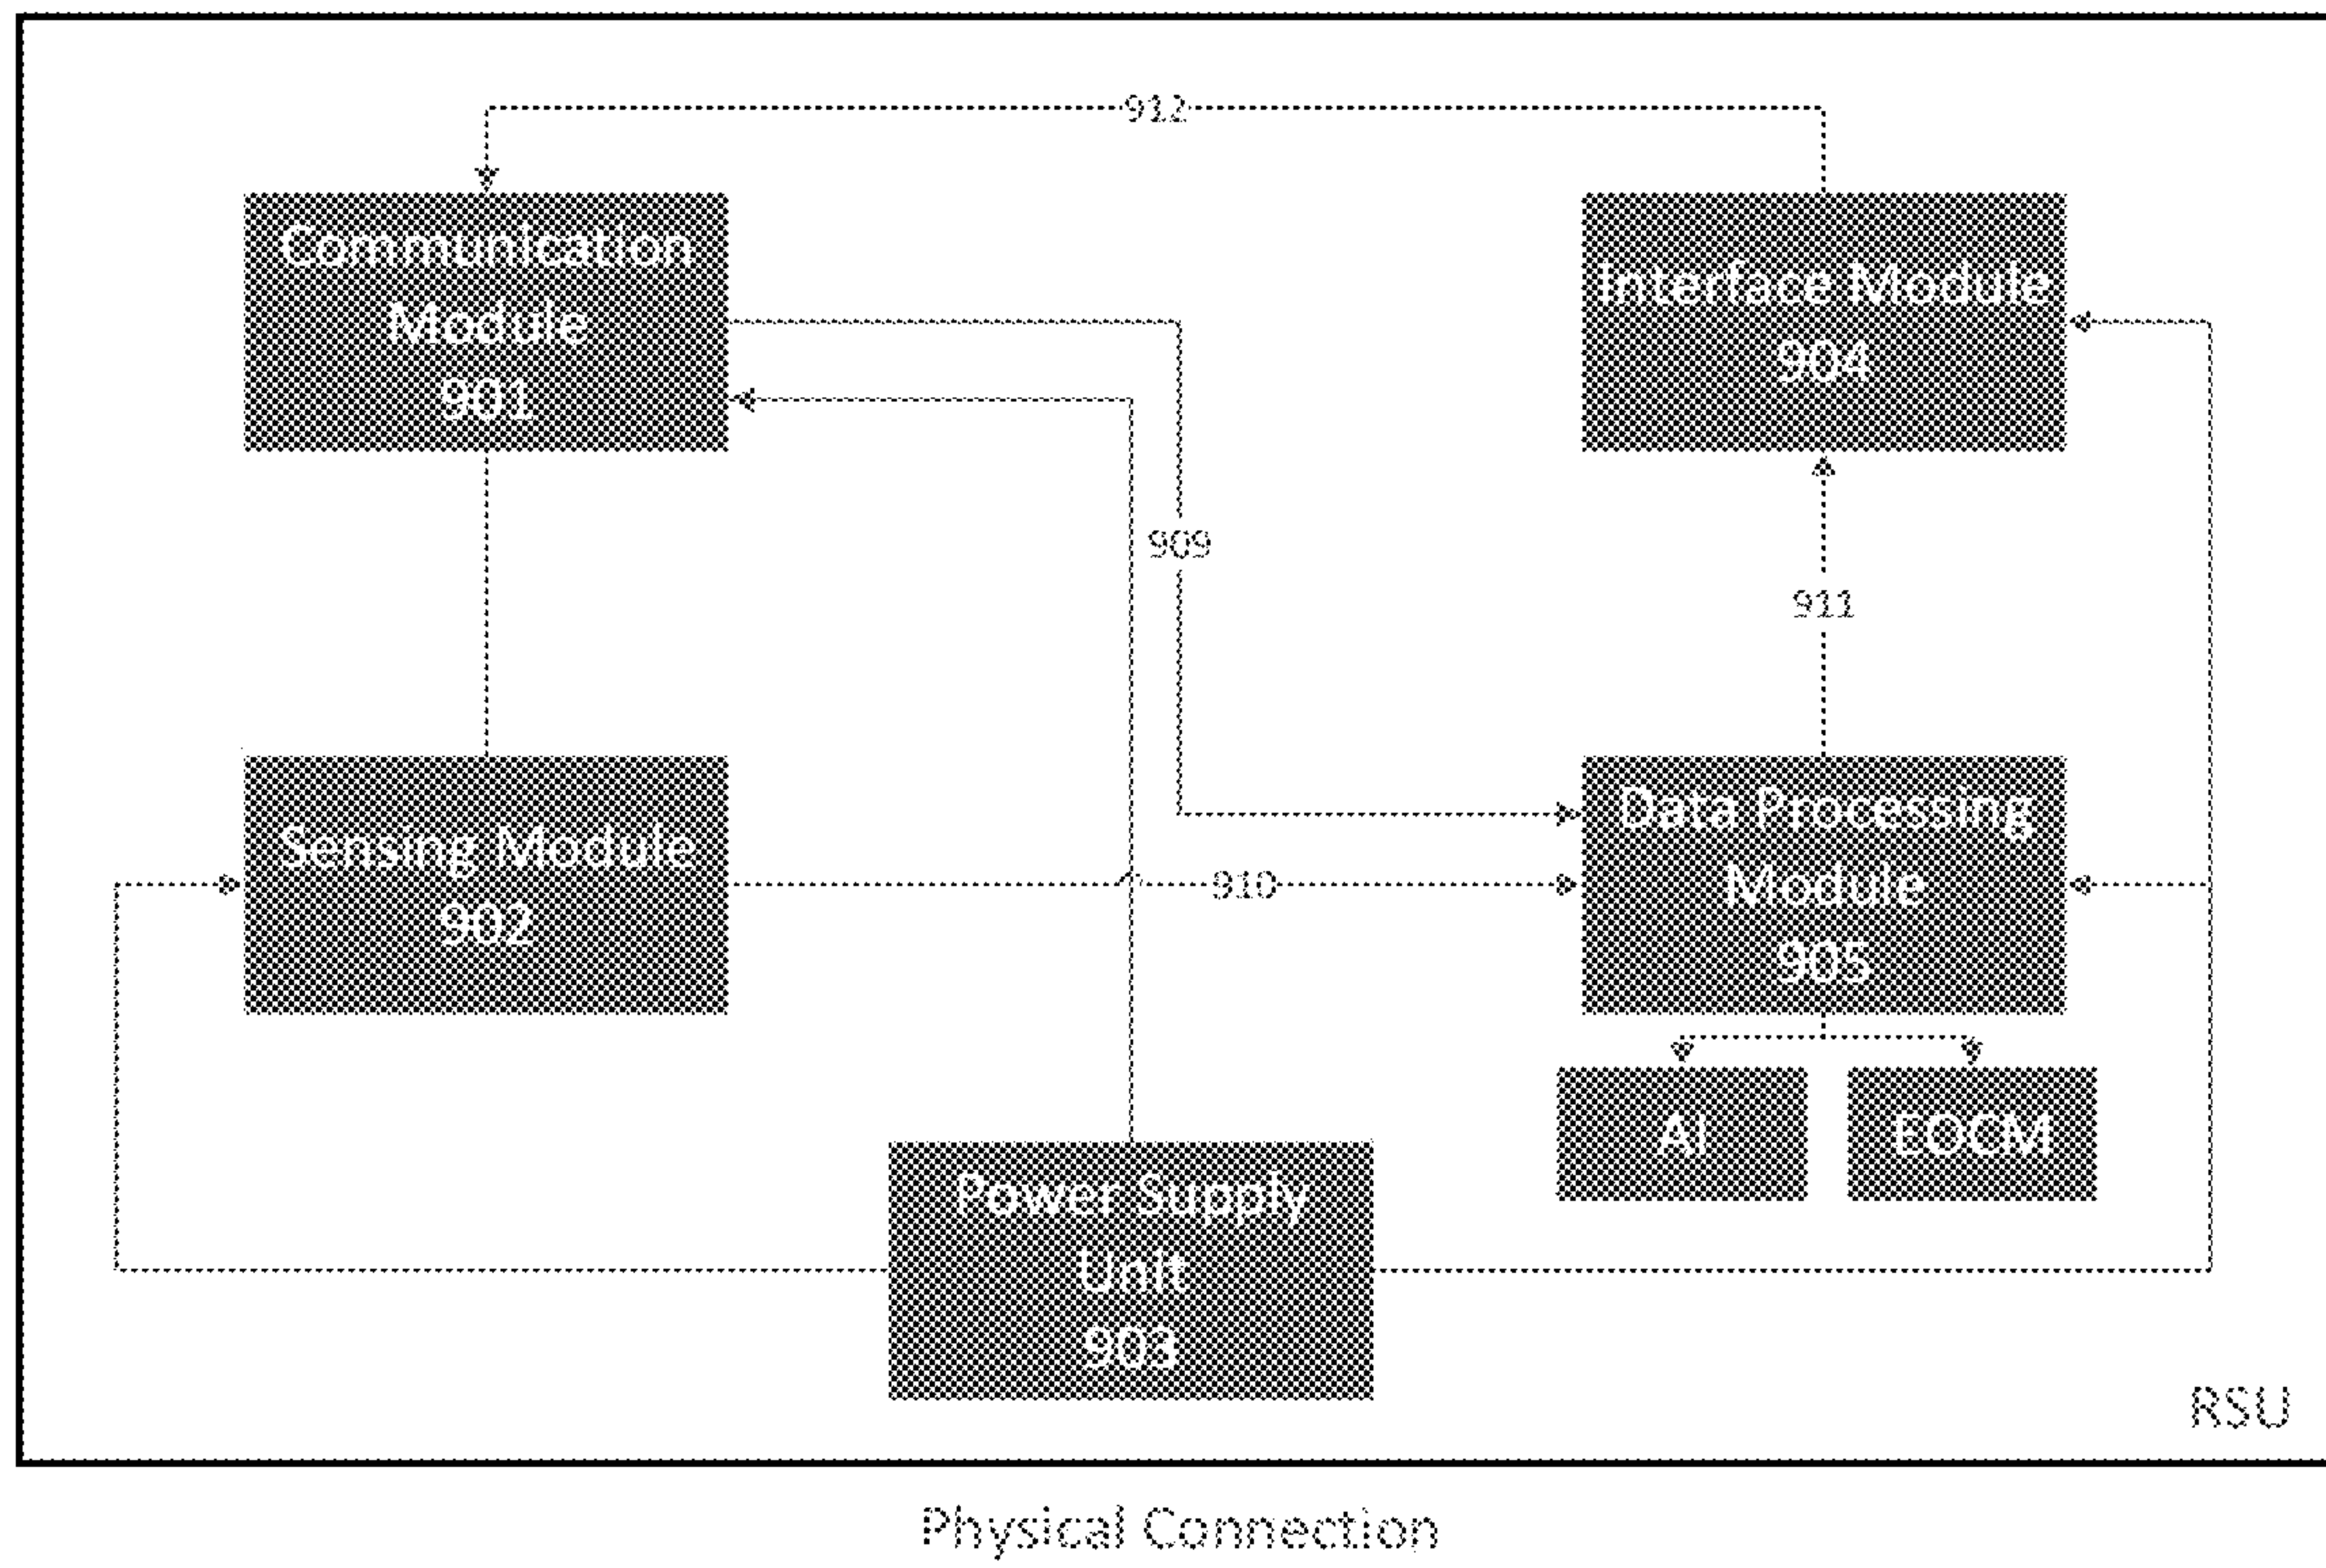 912
Communication
Module
901
Interface Module
904
909
911
Sensing Module
902
910
Data Processing
Module
905
AI
EOCM
Power Supply
Unit
903
RSU
Physical Connection